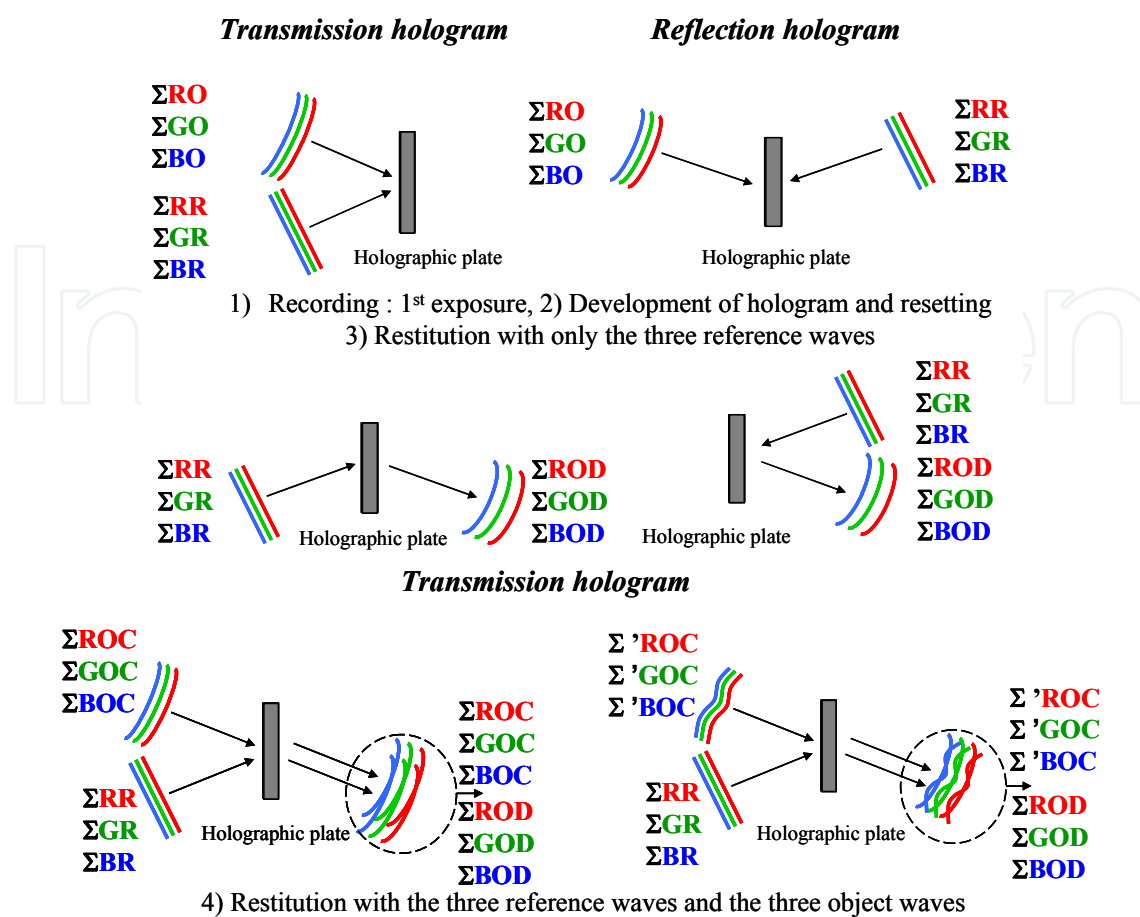 Transmission hologram
Reflection hologram
ΣRO
ΣGO
ΣBO
ΣRR
ΣGR
ΣBR
Holographic plate
ΣRO
ΣGO
ΣBO
ΣRR
ΣGR
ΣBR
Holographic plate
1) Recording : 1st exposure, 2) Development of hologram and resetting
3) Restitution with only the three reference waves
ΣRR
ΣGR
ΣBR
Holographic plate
ΣROD
ΣGOD
ΣBOD
ΣRR
ΣGR
ΣBR
ΣROD
ΣGOD
ΣBOD
Holographic plate
Transmission hologram
ΣROC
ΣGOC
ΣBOC
ΣRR
ΣGR
ΣBR
Holographic plate
ΣROC
ΣGOC
ΣBOC
ΣROD
ΣGOD
ΣBOD
Σ ’ROC
Σ ’GOC
Σ ’BOC
ΣRR
ΣGR
ΣBR
Holographic plate
Σ ’ROC
Σ ’GOC
Σ ’BOC
ΣROD
ΣGOD
ΣBOD
4) Restitution with the three reference waves and the three object waves